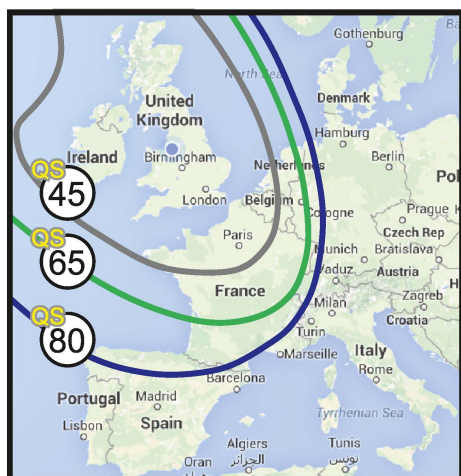 Gothenburg
North Sea
United
Kingdom
Denmark
Hamburg
QS
45
Ireland
Birmingham
Netherlands
Berlin
London
Belgium
Cologne
Prague
Paris
Czech Rep
QS
65
Munich
Bratislava
Vaduz
Austria
France
Milan
Zagreb
Turin
Croatia
QS
80
Marseille
Italy
Rome
Barcelona
Portugal
Madrid
Lisbon
Spain
Tyrrhenian Sea
Algiers
الجزائر
Tunis
تونس
Oran